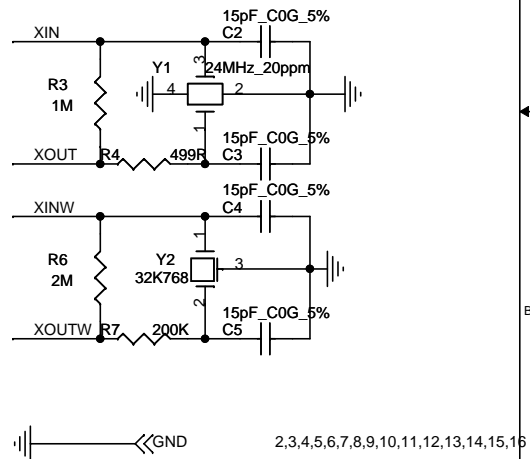 15pF_C0G_5%
XIN
C2
Y1
3
24MHz_20ppm
R3
1M
4
2
1
15pF_C0G_5%
XOUT
R4
499R
C3
15pF_C0G_5%
XINW
C4
R6
2M
1
Y2
32K768
3
2
15pF_C0G_5%
XOUTW
R7
200K
C5
B
GND
2,3,4,5,6,7,8,9,10,11,12,13,14,15,16